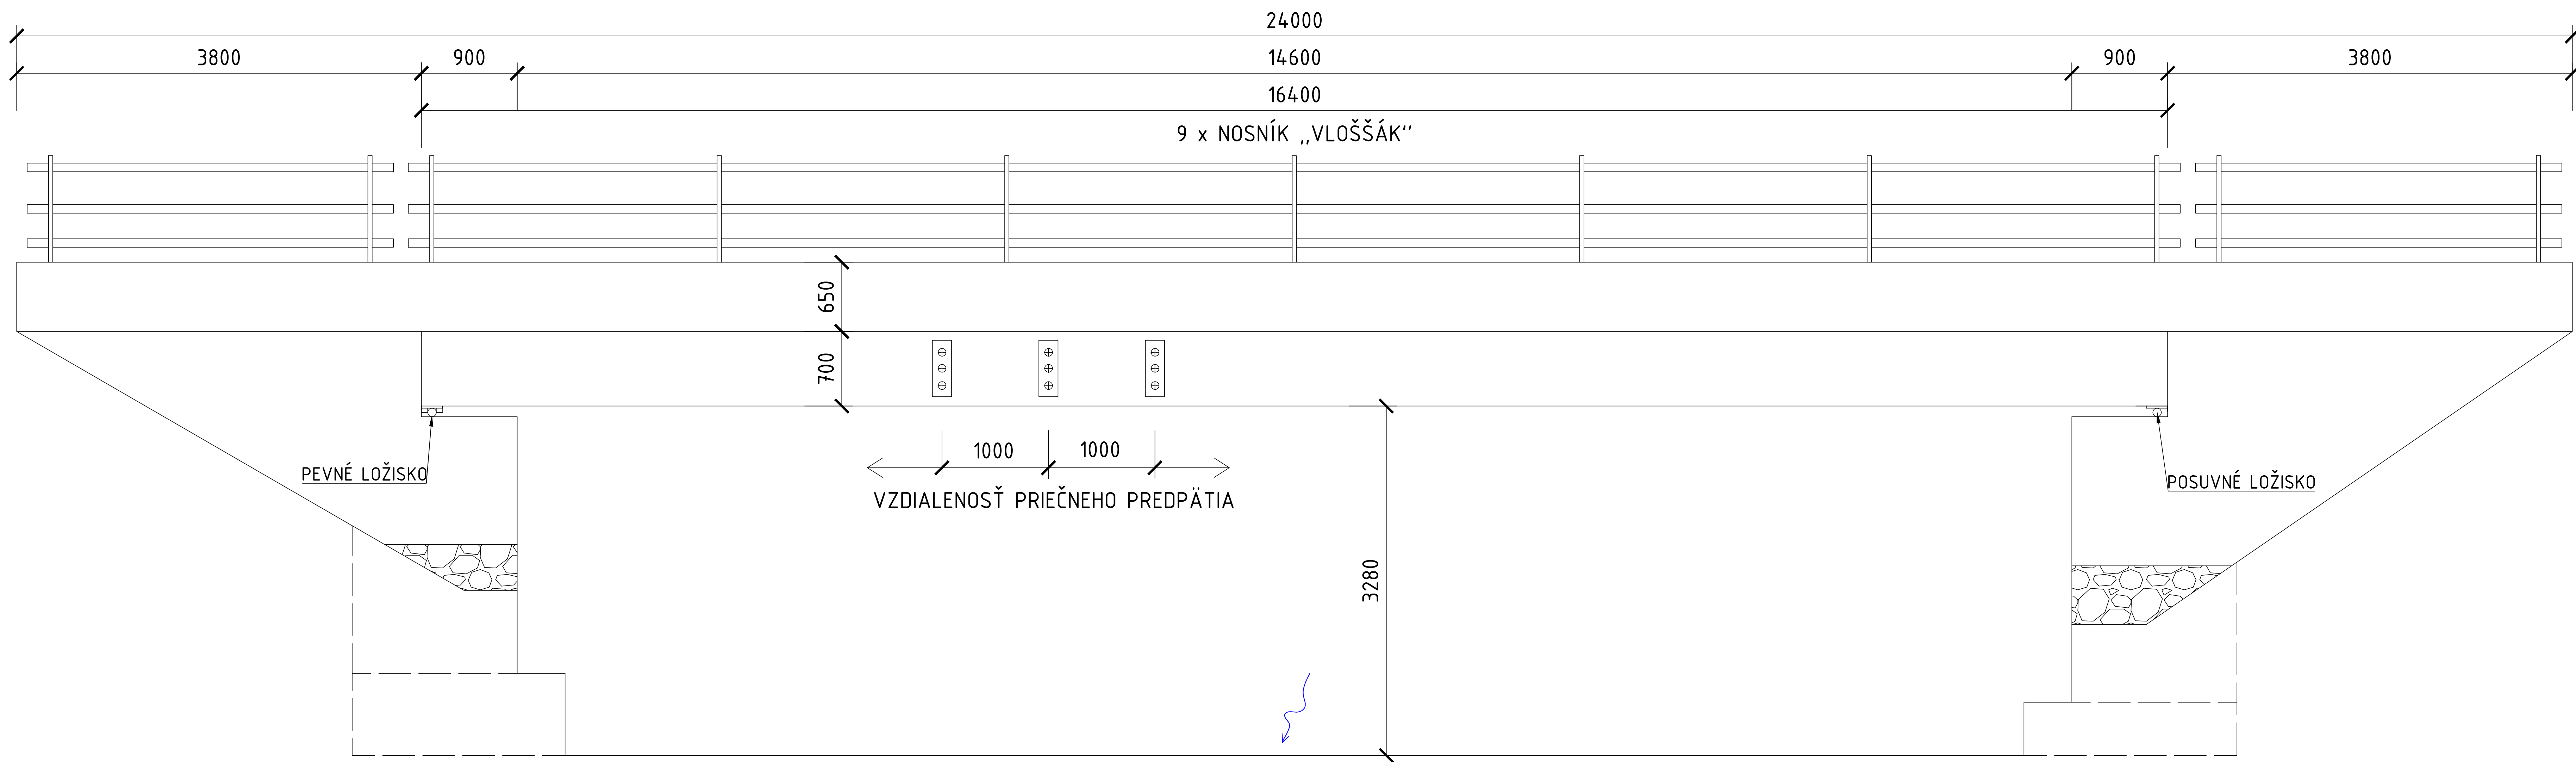 24000
3800 900 14600 900 3800
16400
9 x NOSNÍK ,,VLOŠŠÁK''
650
700
1000 1000
PEVNÉ LOŽISKO
POSUVNÉ LOŽISKO
VZDIALENOSŤ PRIEČNEHO PREDPÄTIA
3280